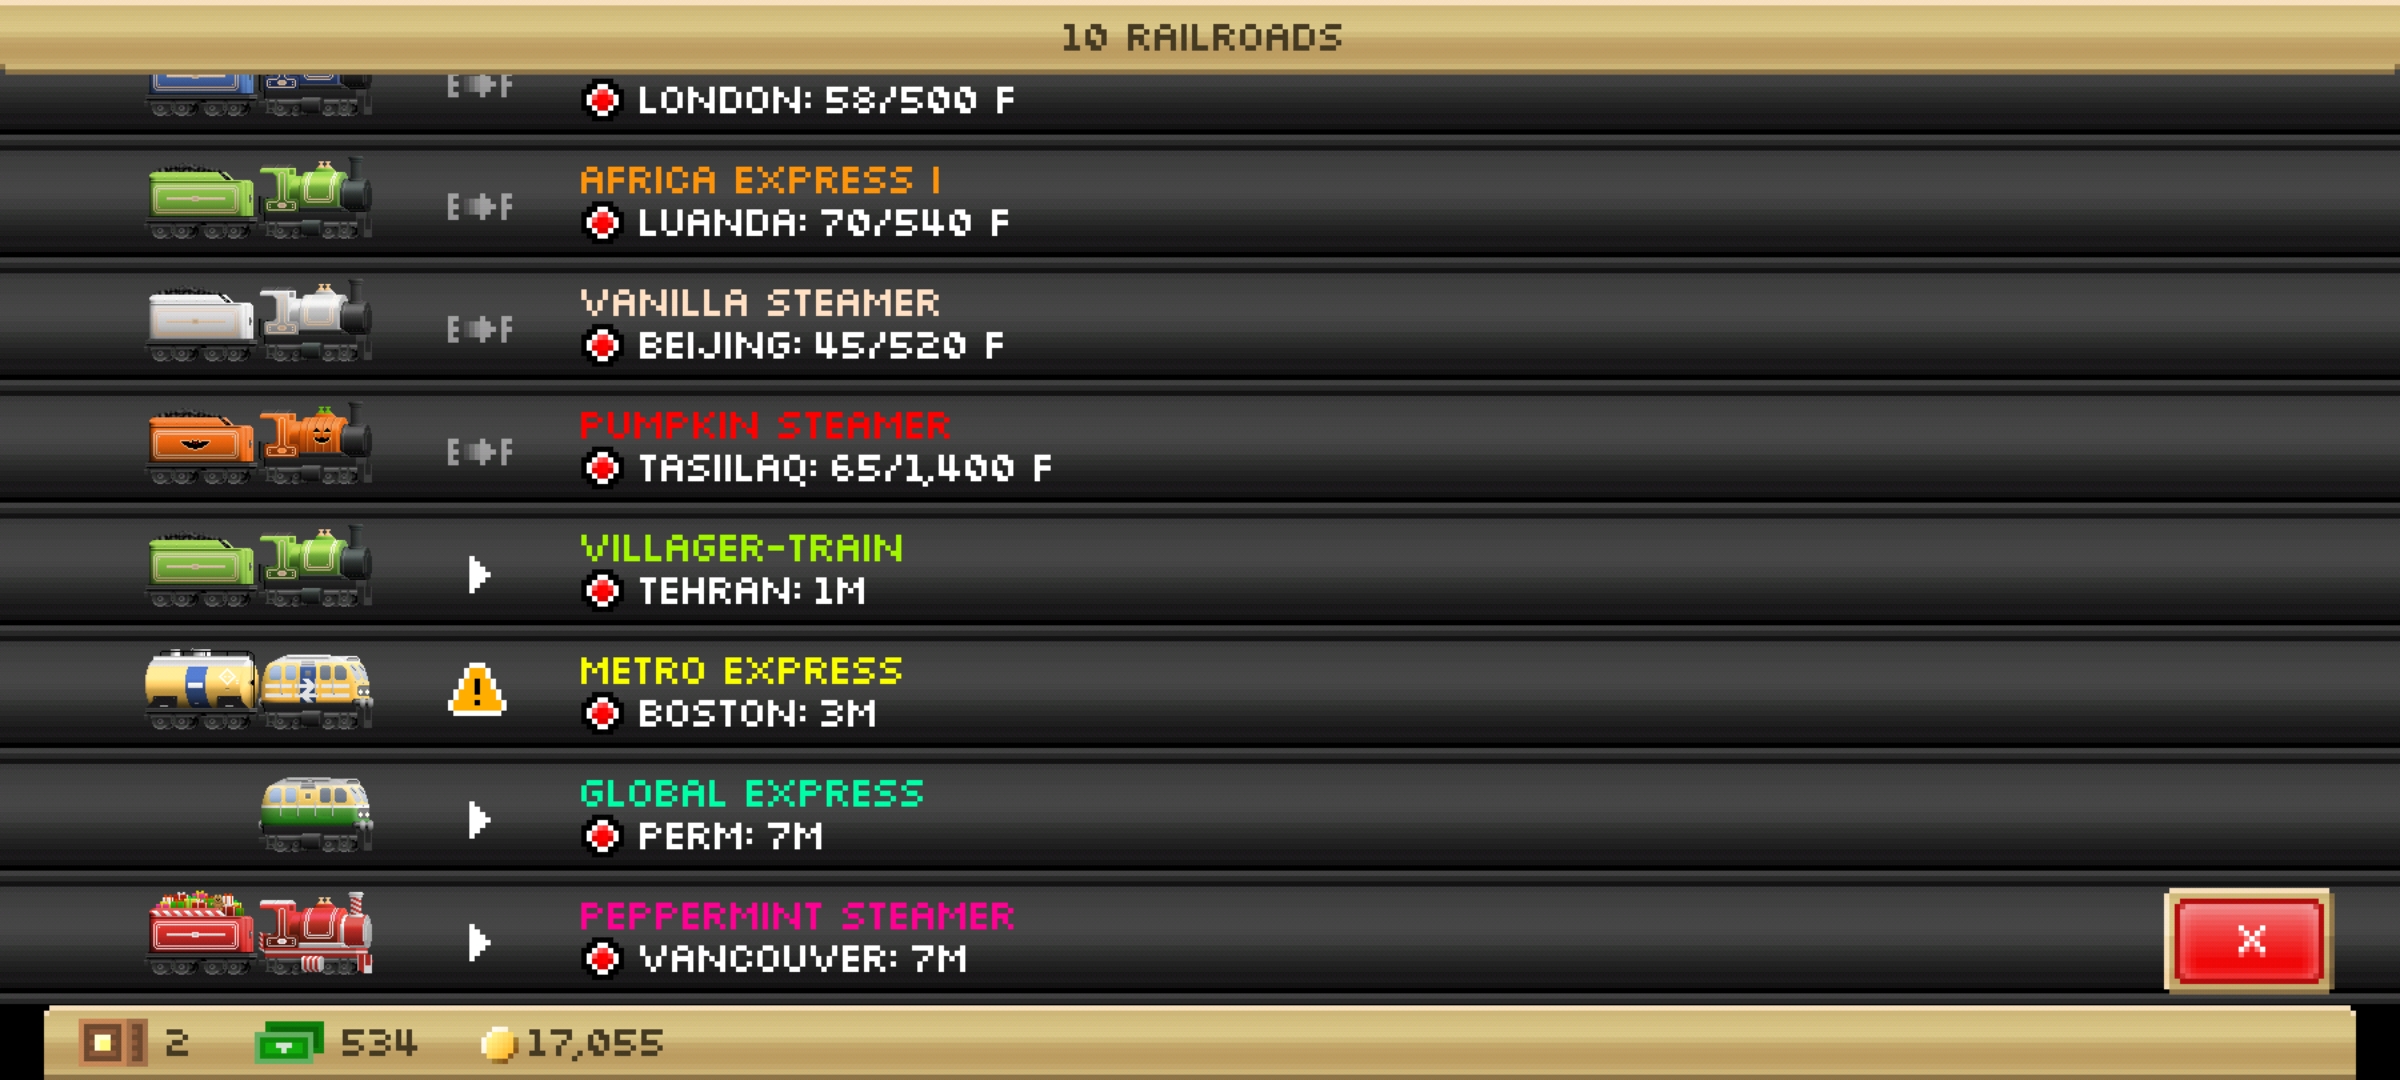 10 RAILROADS
E F
LONDON: 58/500 F
AFRICA EXPRESS I
E F
LUANDA: 70/540 F
VANILLA STEAMER
E F
BEIJING: 45/520 F
PUMPKIN STEAMER
E F
TASIILAQ: 65/1,400 F
VILLAGER-TRAIN
TEHRAN: 1M
METRO EXPRESS
BOSTON: 3M
GLOBAL EXPRESS
PERM: 7M
PEPPERMINT STEAMER
VANCOUVER: 7M
X
2 534 17,055